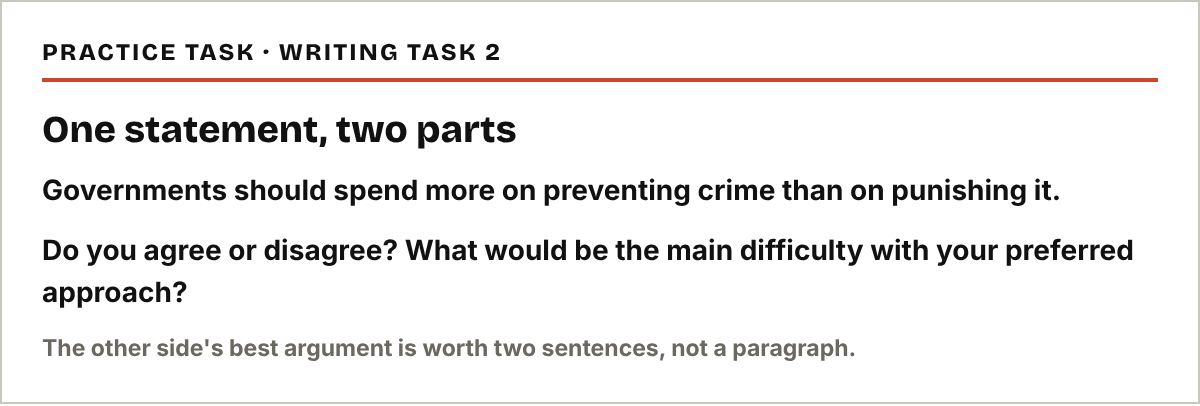 PRACTICE TASK · WRITING TASK 2
One statement, two parts
Governments should spend more on preventing crime than on punishing it.
Do you agree or disagree? What would be the main difficulty with your preferred
approach?
The other side's best argument is worth two sentences, not a paragraph.